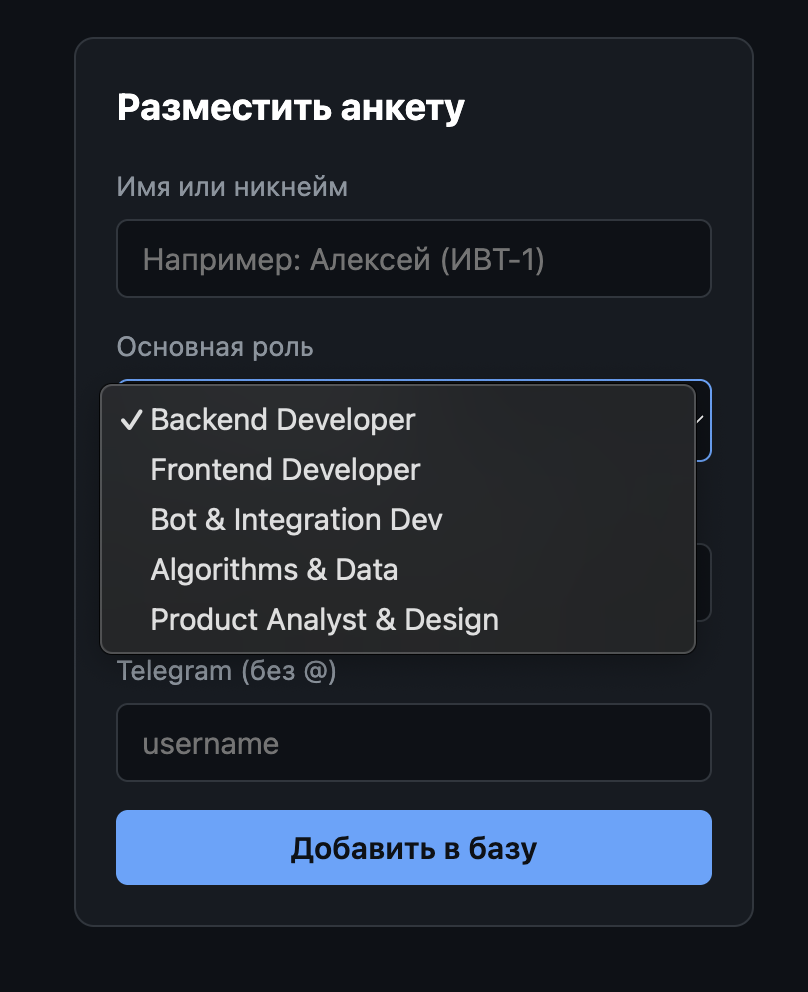 Разместить анкету
Имя или никнейм
Например: Алексей (ИВТ-1)
Основная роль
✓ Backend Developer
Frontend Developer
Bot & Integration Dev
Algorithms & Data
Product Analyst & Design
Telegram (без @)
username
Добавить в базу